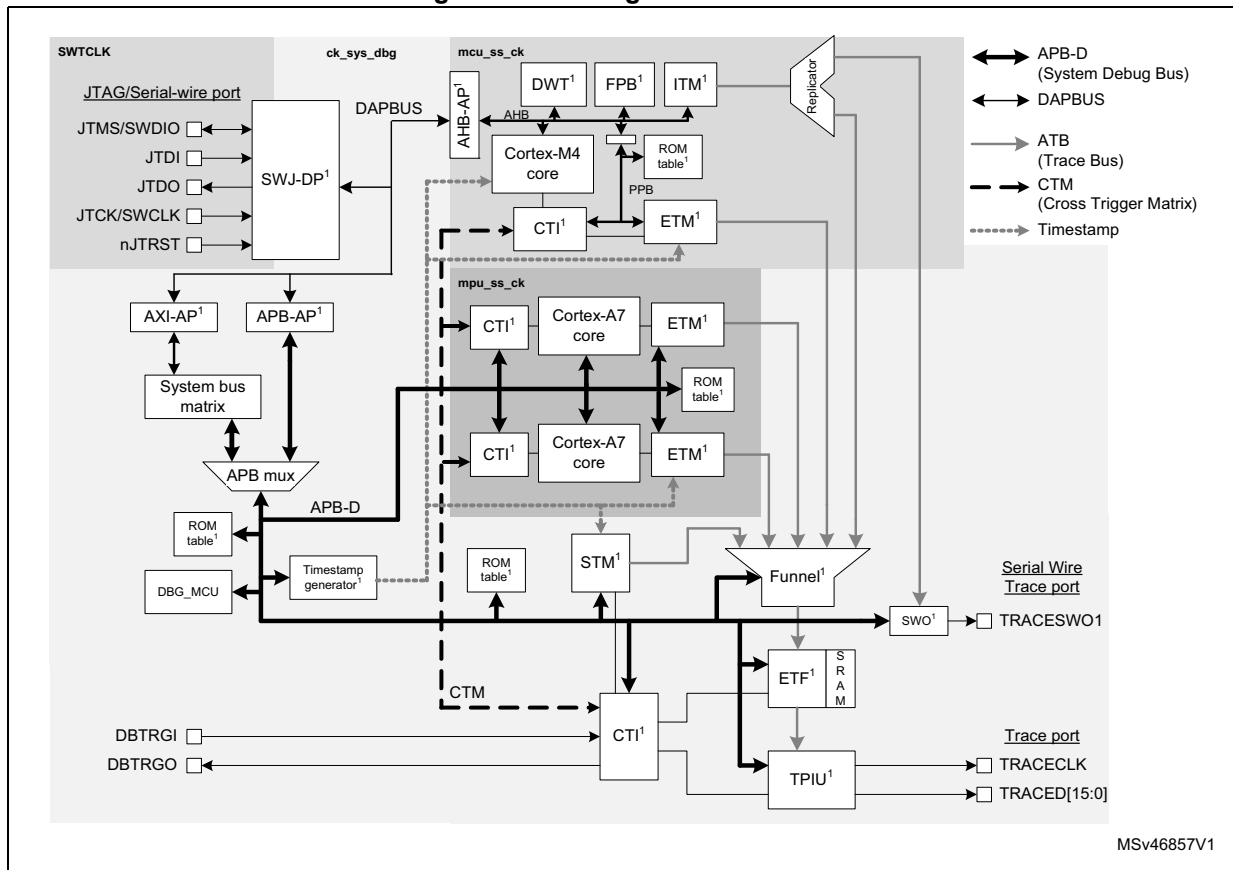 SWTCLK
ck_sys_dbg
mcu_ss_ck
JTAG/Serial-wire port
JTMS/SWDIO
JTDI
JTDO
JTCK/SWCLK
nJTRST
SWJ-DP1
DAPBUS
AHB-AP1
AHB
DWT1
FPB1
ITM1
Replicator
Cortex-M4
core
ROM
table1
PPB
CTI1
ETM1
APB-D
(System Debug Bus)
DAPBUS
ATB
(Trace Bus)
CTM
(Cross Trigger Matrix)
Timestamp
mpu_ss_ck
AXI-AP1
APB-AP1
CTI1
Cortex-A7
core
ETM1
System bus
matrix
ROM
table1
CTI1
Cortex-A7
core
ETM1
APB mux
APB-D
ROM
table1
Timestamp
generator1
DBG_MCU
ROM
table1
STM1
Funnel1
Serial Wire
Trace port
SWO1
TRACESWO1
ETF1
S
R
A
M
CTM
CTI1
DBTRGI
DBTRGO
TPIU1
Trace port
TRACECLK
TRACED[15:0]
MSv46857V1